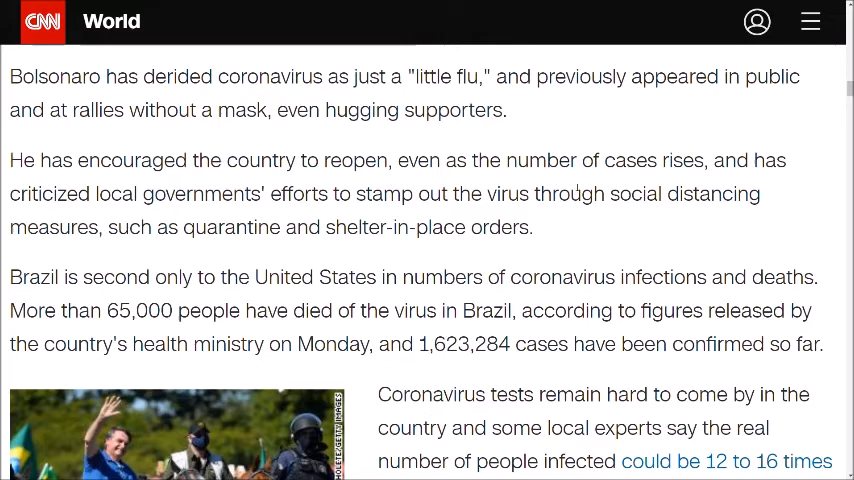 CNN World
Bolsonaro has derided coronavirus as just a "little flu," and previously appeared in public
and at rallies without a mask, even hugging supporters.
He has encouraged the country to reopen, even as the number of cases rises, and has
criticized local governments' efforts to stamp out the virus through social distancing
measures, such as quarantine and shelter-in-place orders.
Brazil is second only to the United States in numbers of coronavirus infections and deaths.
More than 65,000 people have died of the virus in Brazil, according to figures released by
the country's health ministry on Monday, and 1,623,284 cases have been confirmed so far.
Coronavirus tests remain hard to come by in the
country and some local experts say the real
number of people infected could be 12 to 16 times
GETTY IMAGES